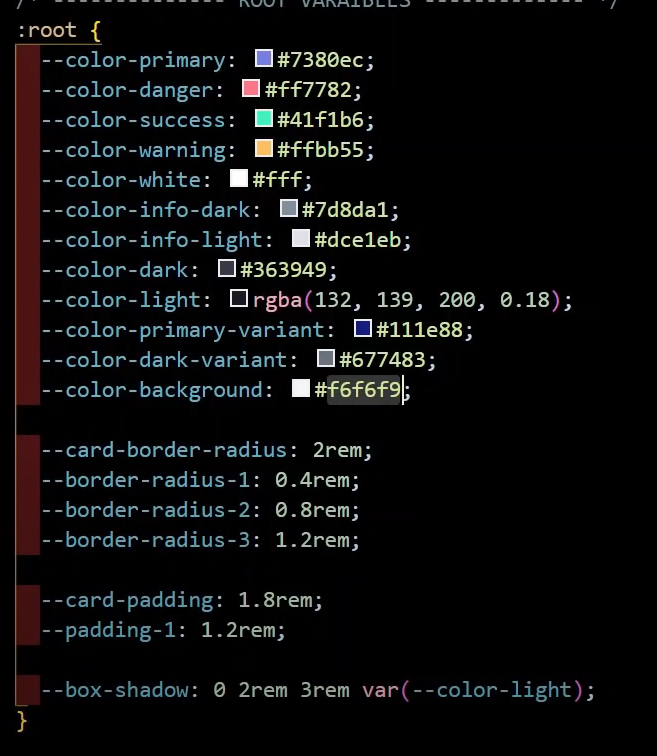 /* -------------- ROOT VARAIBLES ------------- */
:root {
--color-primary: #7380ec;
--color-danger: #ff7782;
--color-success: #41f1b6;
--color-warning: #ffbb55;
--color-white: #fff;
--color-info-dark: #7d8da1;
--color-info-light: #dce1eb;
--color-dark: #363949;
--color-light: rgba(132, 139, 200, 0.18);
--color-primary-variant: #111e88;
--color-dark-variant: #677483;
--color-background: #f6f6f9;
--card-border-radius: 2rem;
--border-radius-1: 0.4rem;
--border-radius-2: 0.8rem;
--border-radius-3: 1.2rem;
--card-padding: 1.8rem;
--padding-1: 1.2rem;
--box-shadow: 0 2rem 3rem var(--color-light);
}